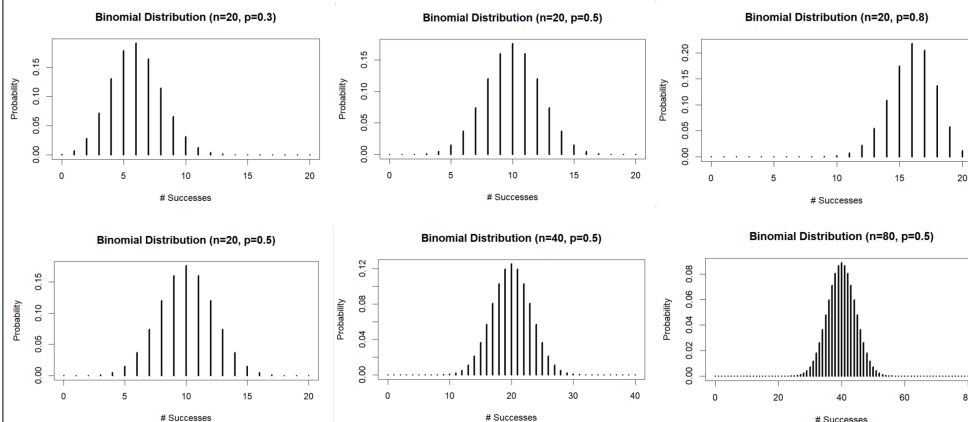 Binomial Distribution (n=20, p=0.3)
Probability
0.00 0.05 0.10 0.15
0 5 10 15 20
# Successes
Binomial Distribution (n=20, p=0.5)
Probability
0.00 0.05 0.10 0.15
0 5 10 15 20
# Successes
Binomial Distribution (n=20, p=0.8)
Probability
0.00 0.05 0.10 0.15 0.20
0 5 10 15 20
# Successes
Binomial Distribution (n=20, p=0.5)
Probability
0.00 0.05 0.10 0.15
0 5 10 15 20
# Successes
Binomial Distribution (n=40, p=0.5)
Probability
0.00 0.04 0.08 0.12
0 10 20 30 40
# Successes
Binomial Distribution (n=80, p=0.5)
Probability
0.00 0.02 0.04 0.06 0.08
0 20 40 60
# Successes